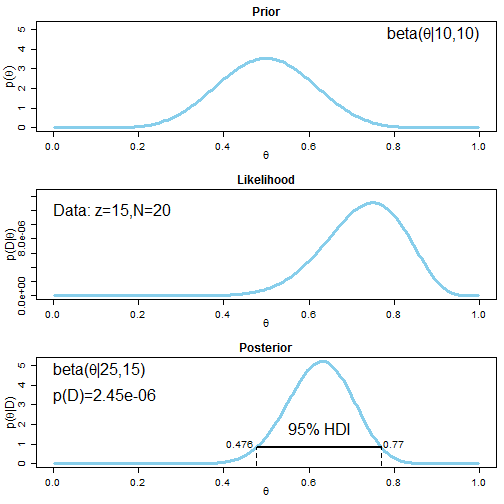 Prior
beta(θ|10,10)
p(θ)
0 1 2 3 4 5
0.0 0.2 0.4 0.6 0.8 1.0
θ
Likelihood
Data: z=15,N=20
p(D|θ)
0.0e+00 8.0e-06
0.0 0.2 0.4 0.6 0.8 1.0
θ
Posterior
beta(θ|25,15)
p(D)=2.45e-06
95% HDI
0.476 0.77
p(θ|D)
0 1 2 3 4 5
0.0 0.2 0.4 0.6 0.8 1.0
θ